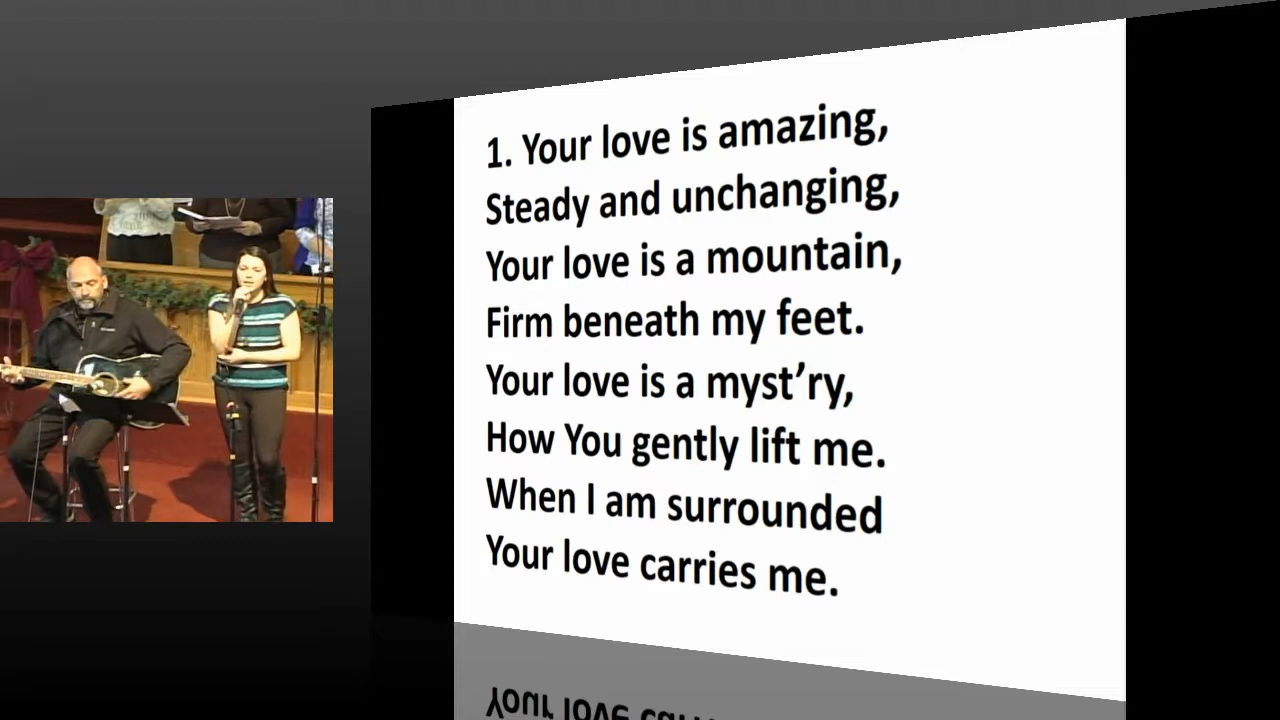 1. Your love is amazing,
Steady and unchanging,
Your love is a mountain,
Firm beneath my feet.
Your love is a myst’ry,
How You gently lift me.
When I am surrounded
Your love carries me.